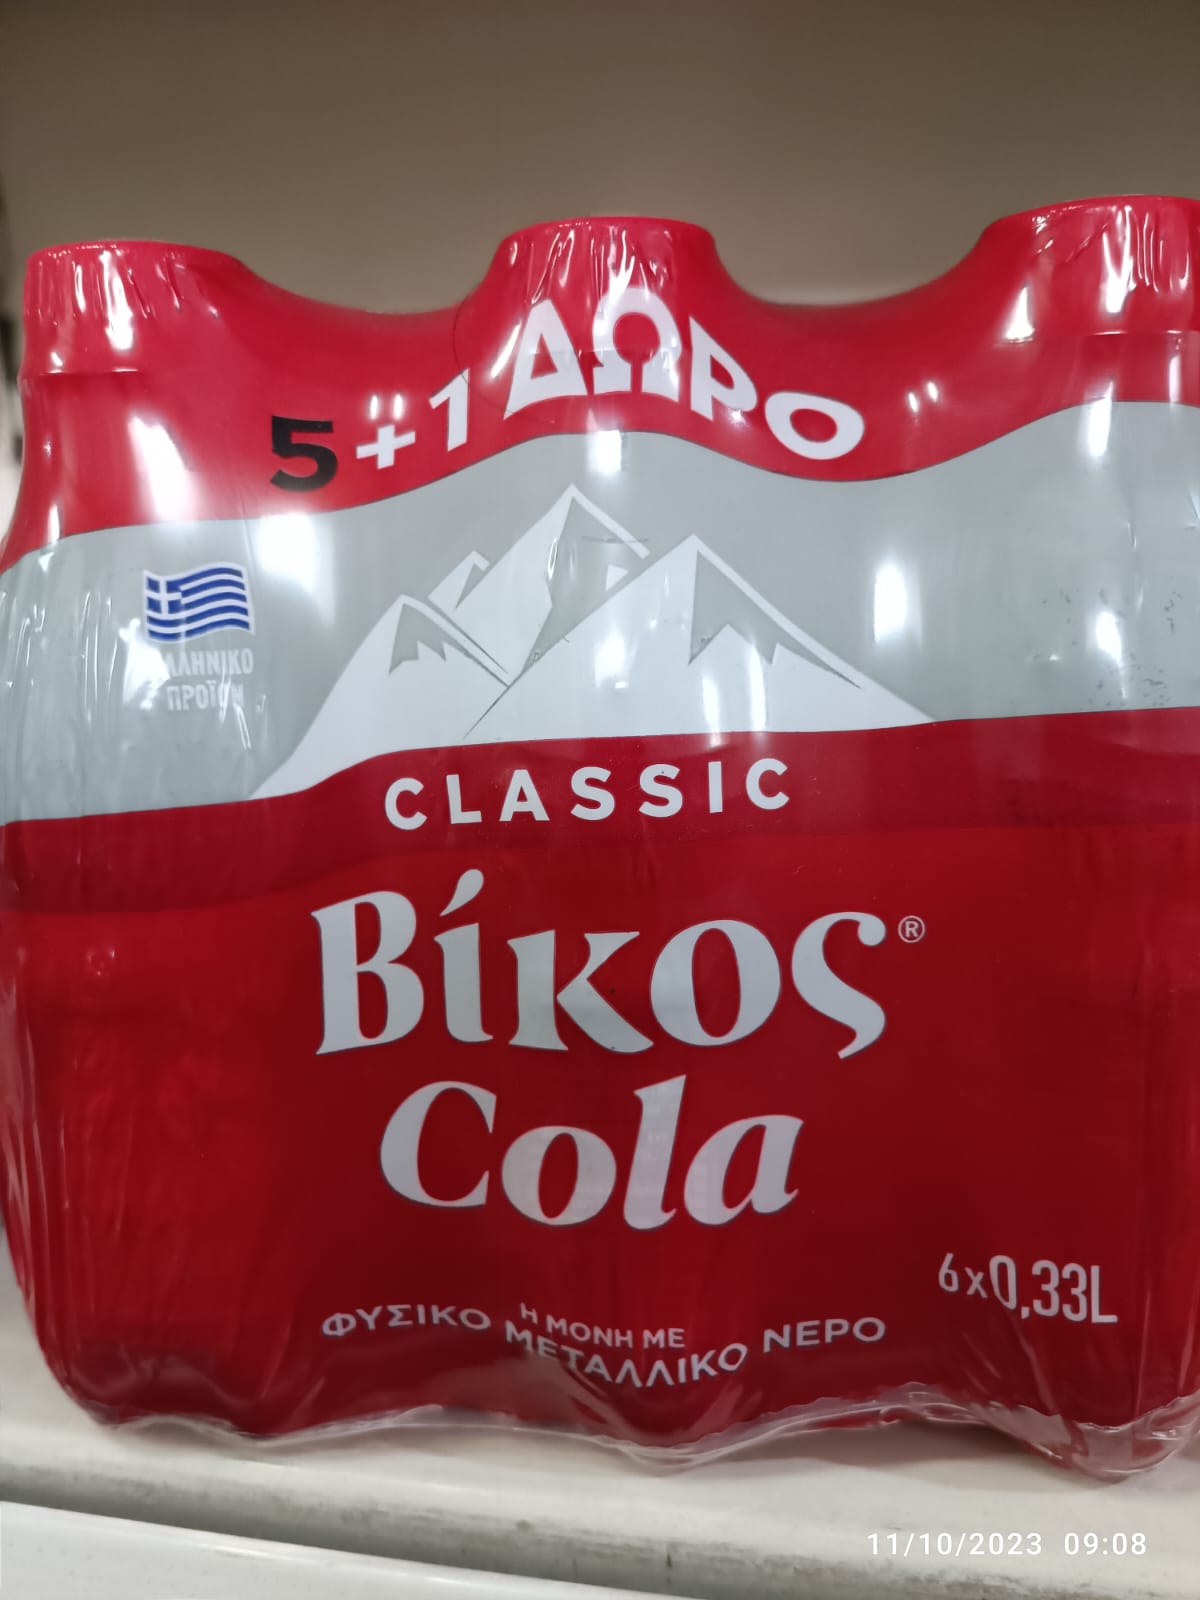 5+1 ΔΩΡΟ
ΕΛΛΗΝΙΚΟ
ΠΡΟΪΟΝ
CLASSIC
Βίκος®
Cola
6x0,33L
Η ΜΟΝΗ ΜΕ
ΦΥΣΙΚΟ ΜΕΤΑΛΛΙΚΟ ΝΕΡΟ
11/10/2023 09:08